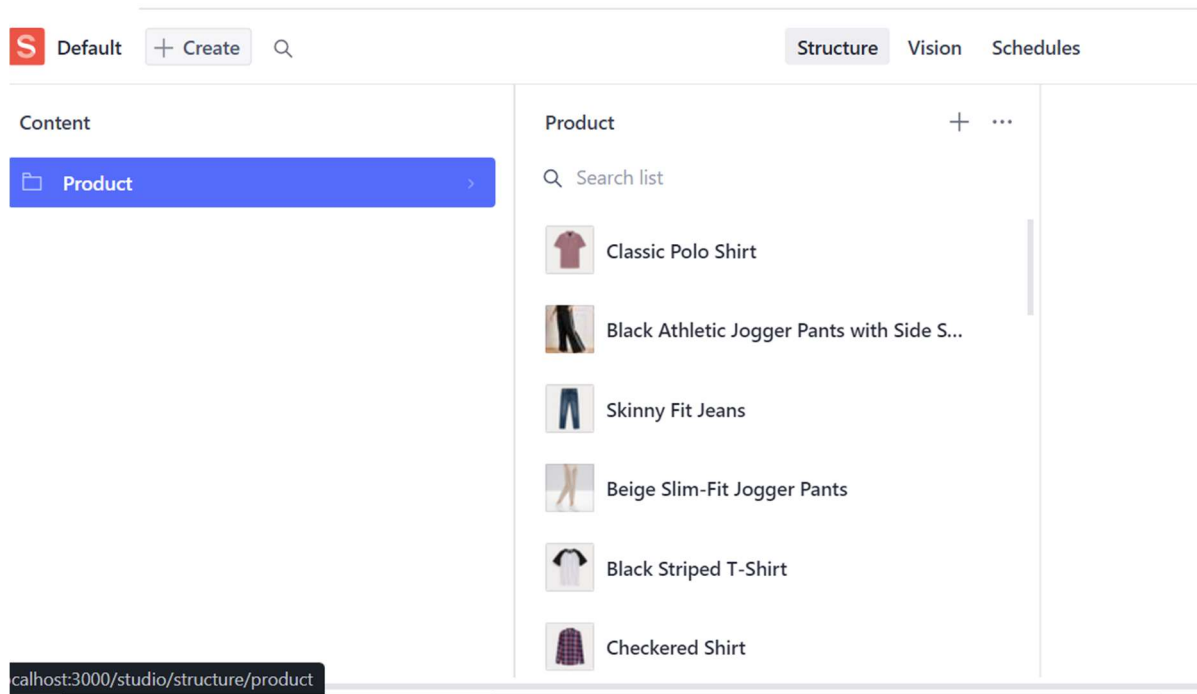 S Default + Create Structure Vision Schedules
Content
Product
Product
Search list
Classic Polo Shirt
Black Athletic Jogger Pants with Side S...
Skinny Fit Jeans
Beige Slim-Fit Jogger Pants
Black Striped T-Shirt
Checkered Shirt
calhost:3000/studio/structure/product